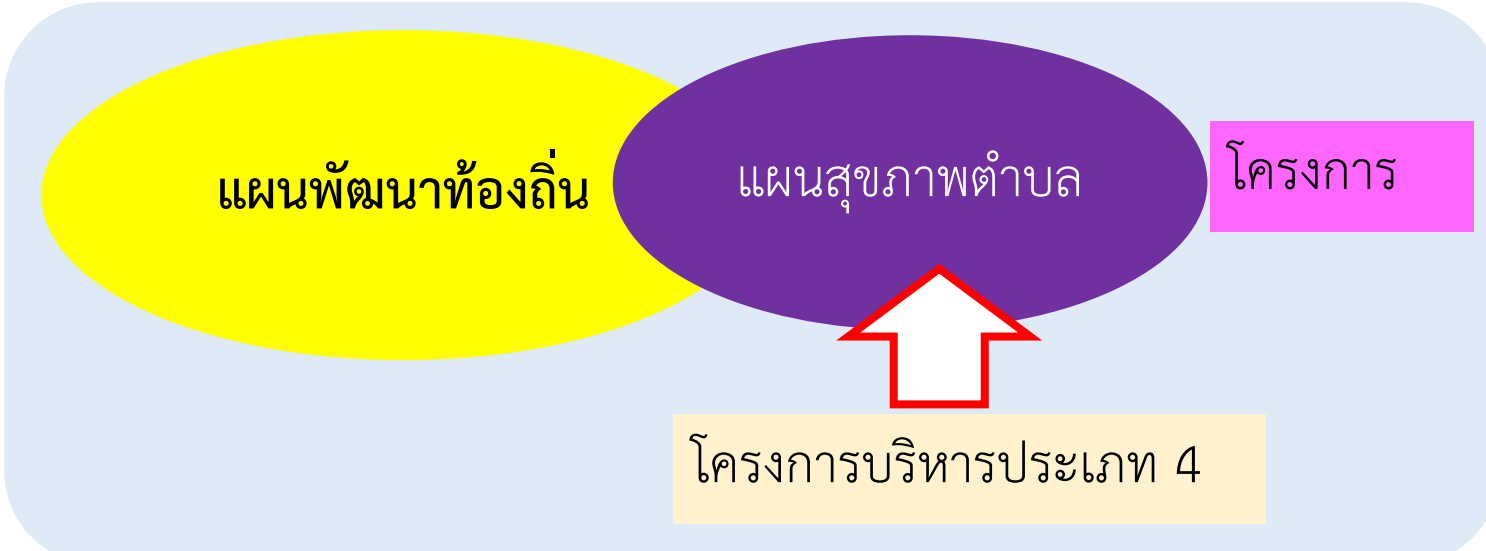 แผนพัฒนาท้องถิ่น
แผนสุขภาพตำบล
โครงการ
โครงการบริหารประเภท 4